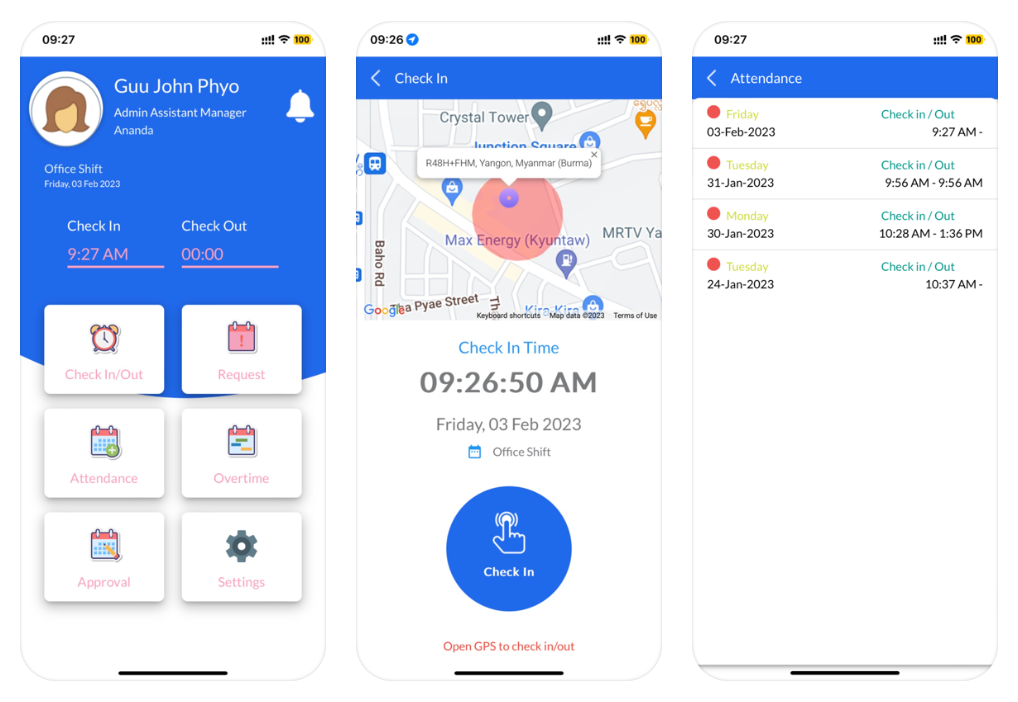 09:27
100
Guu John Phyo
Admin Assistant Manager
Ananda
Office Shift
Friday, 03 Feb 2023
Check In
Check Out
9:27 AM
00:00
Check In/Out
Request
Attendance
Overtime
Approval
Settings
09:26
100
Check In
Crystal Tower
Junction Square
R48H+FHM, Yangon, Myanmar (Burma)
×
Max Energy (Kyuntaw)
MRTV Ya
Baho Rd
Pyae Street
Th
Kira Kira
Google
Keyboard shortcuts
Map data ©2023
Terms of Use
Check In Time
09:26:50 AM
Friday, 03 Feb 2023
Office Shift
Check In
Open GPS to check in/out
09:27
100
Attendance
Friday
Check in / Out
03-Feb-2023
9:27 AM -
Tuesday
Check in / Out
31-Jan-2023
9:56 AM - 9:56 AM
Monday
Check in / Out
30-Jan-2023
10:28 AM - 1:36 PM
Tuesday
Check in / Out
24-Jan-2023
10:37 AM -